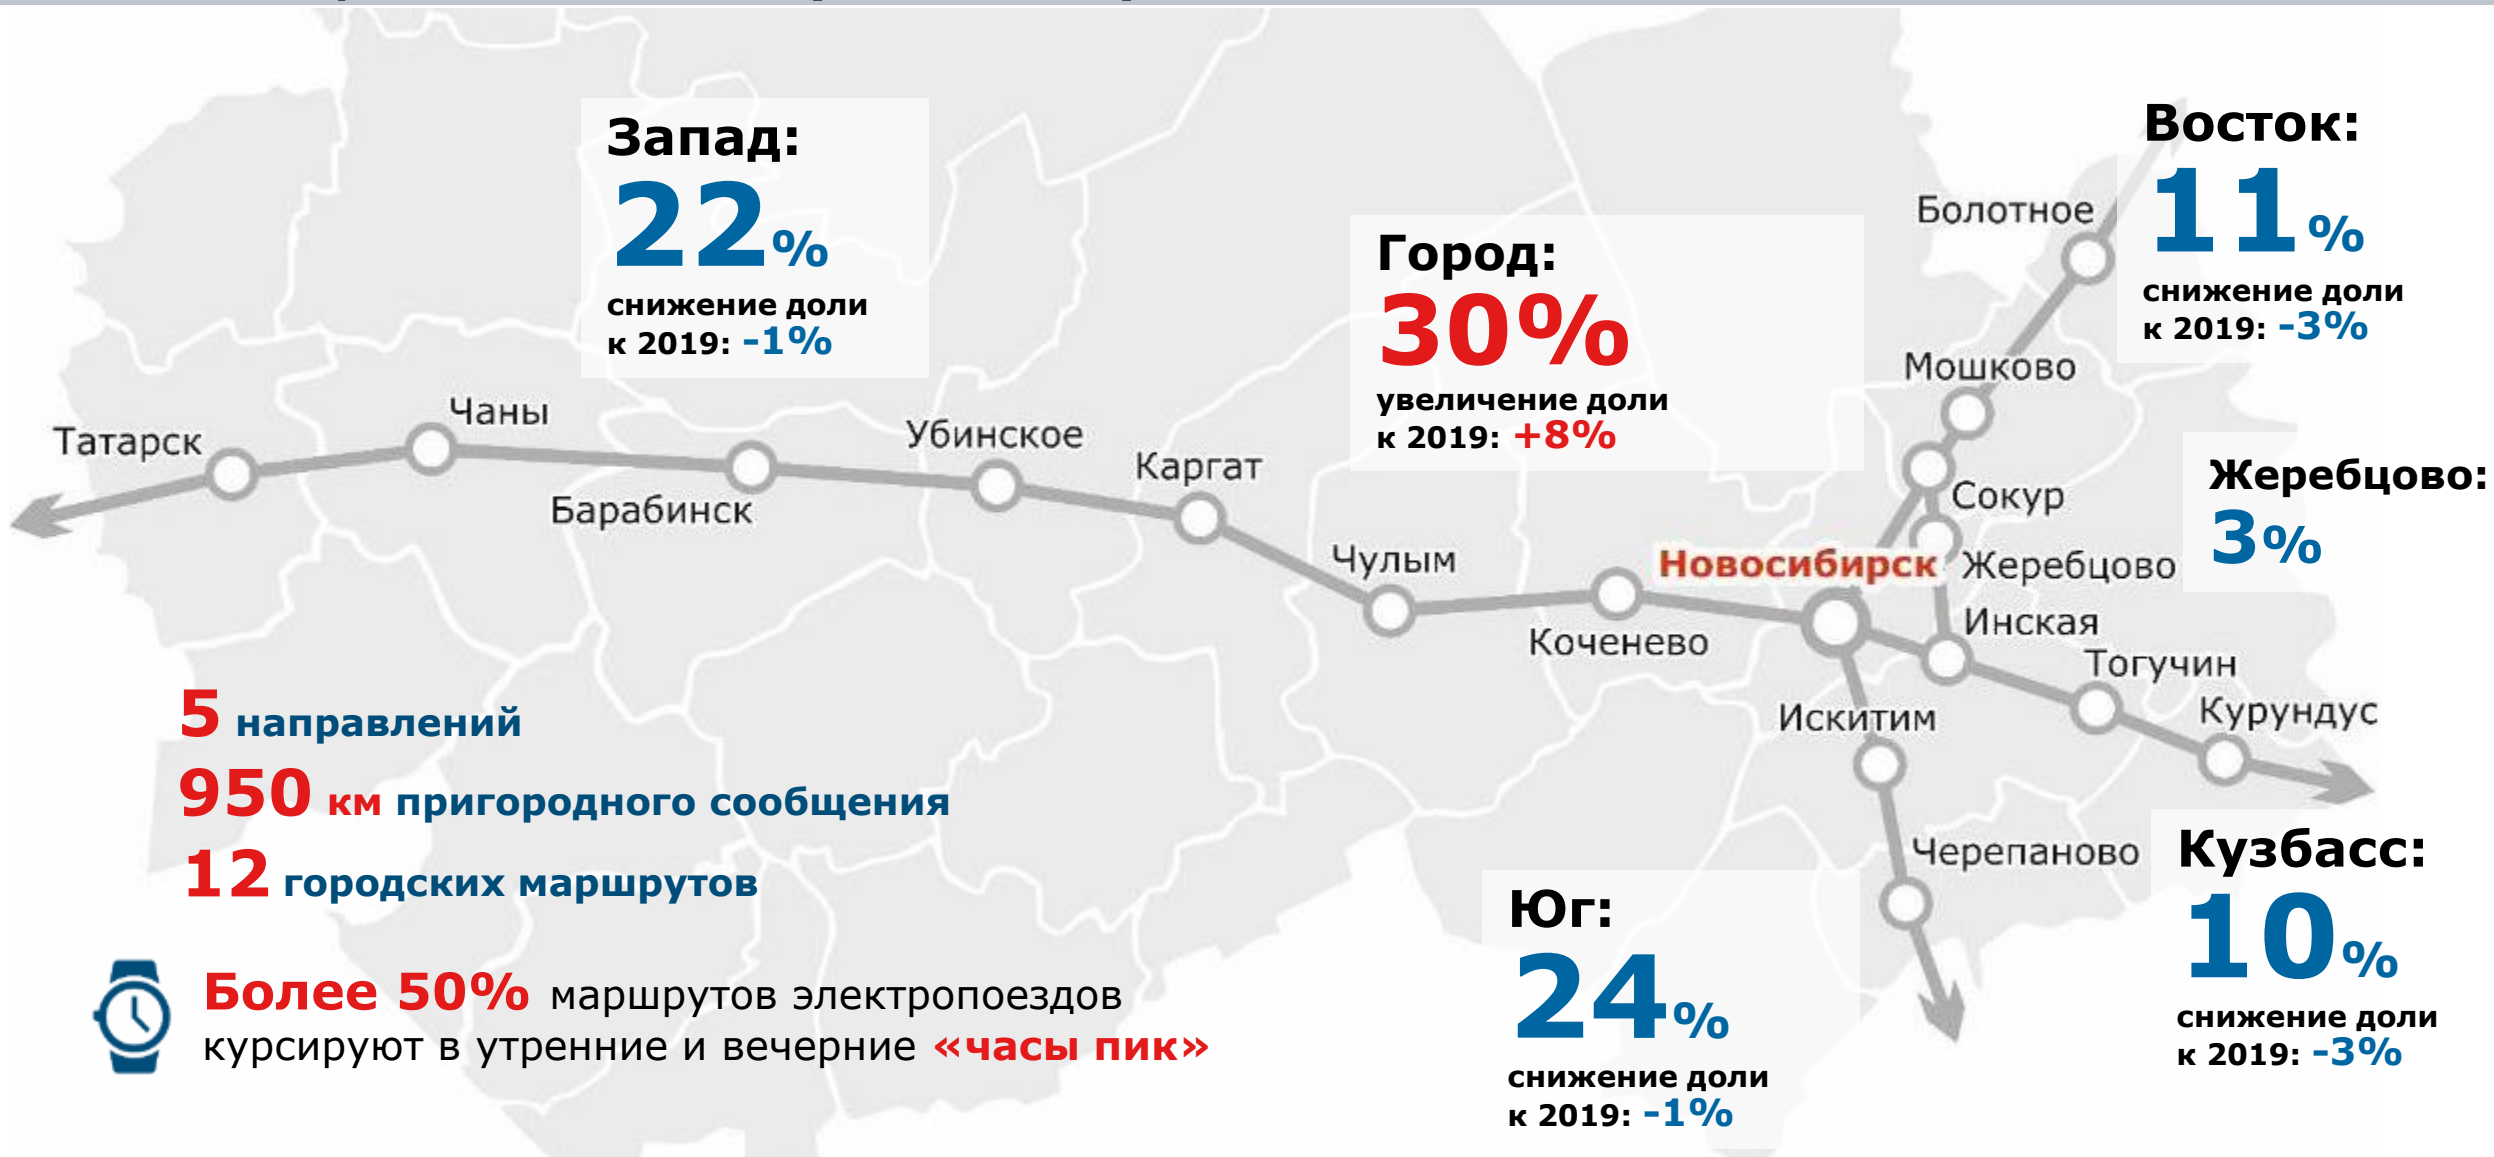 Запад:
22%
снижение доли
к 2019: -1%
Восток:
11%
снижение доли
к 2019: -3%
Город:
30%
увеличение доли
к 2019: +8%
Жеребцово:
3%
Болотное
Мошково
Сокур
Жеребцово
Новосибирск
Инская
Тогучин
Курундус
Татарск
Чаны
Барабинск
Убинское
Каргат
Чулым
Коченево
Искитим
Черепаново
5 направлений
950 км пригородного сообщения
12 городских маршрутов
Более 50% маршрутов электропоездов
курсируют в утренние и вечерние «часы пик»
Юг:
24%
снижение доли
к 2019: -1%
Кузбасс:
10%
снижение доли
к 2019: -3%